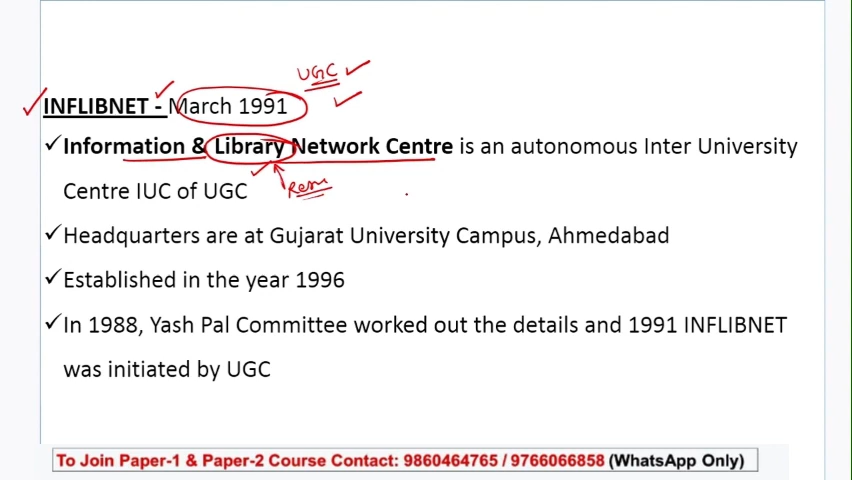 UGC
INFLIBNET - March 1991
✓Information & Library Network Centre is an autonomous Inter University
Centre IUC of UGC
✓Headquarters are at Gujarat University Campus, Ahmedabad
✓Established in the year 1996
✓In 1988, Yash Pal Committee worked out the details and 1991 INFLIBNET
was initiated by UGC
To Join Paper-1 & Paper-2 Course Contact: 9860464765 / 9766066858 (WhatsApp Only)